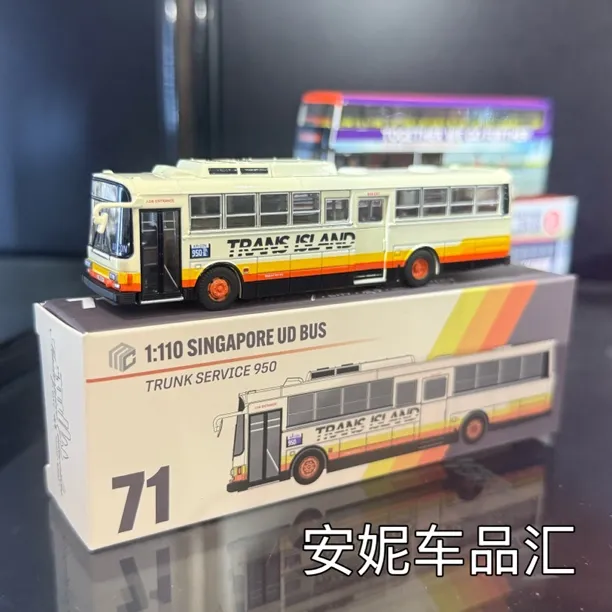 TRANS ISLAND
950
1:110 SINGAPORE UD BUS
TRUNK SERVICE 950
TRANS ISLAND
950
71
安妮车品汇